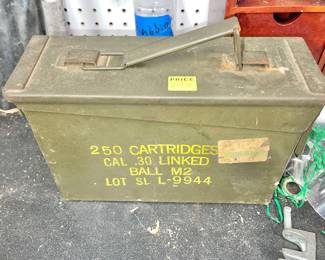 PRICE
250 CARTRIDGES
CAL .30 LINKED
BALL M2
LOT SL L-9944